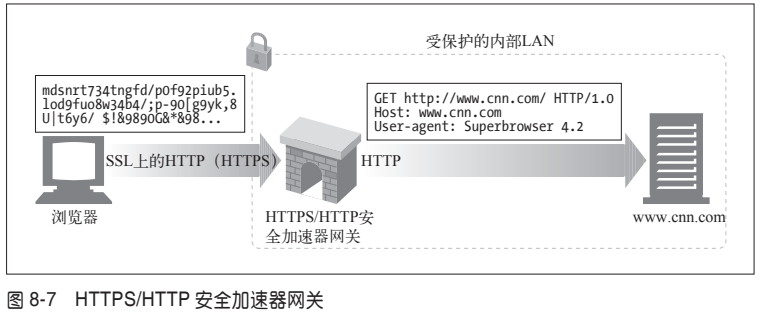 受保护的内部LAN
mdsnrt734tngfd/pOf92piub5.
lod9fuo8w34b4/;p-9O[g9yk,8
U|t6y6/ $!&9890G&*&98...
GET http://www.cnn.com/ HTTP/1.0
Host: www.cnn.com
User-agent: Superbrowser 4.2
SSL上的HTTP（HTTPS）
HTTP
浏览器
HTTPS/HTTP安
全加速器网关
www.cnn.com
图 8-7 HTTPS/HTTP 安全加速器网关